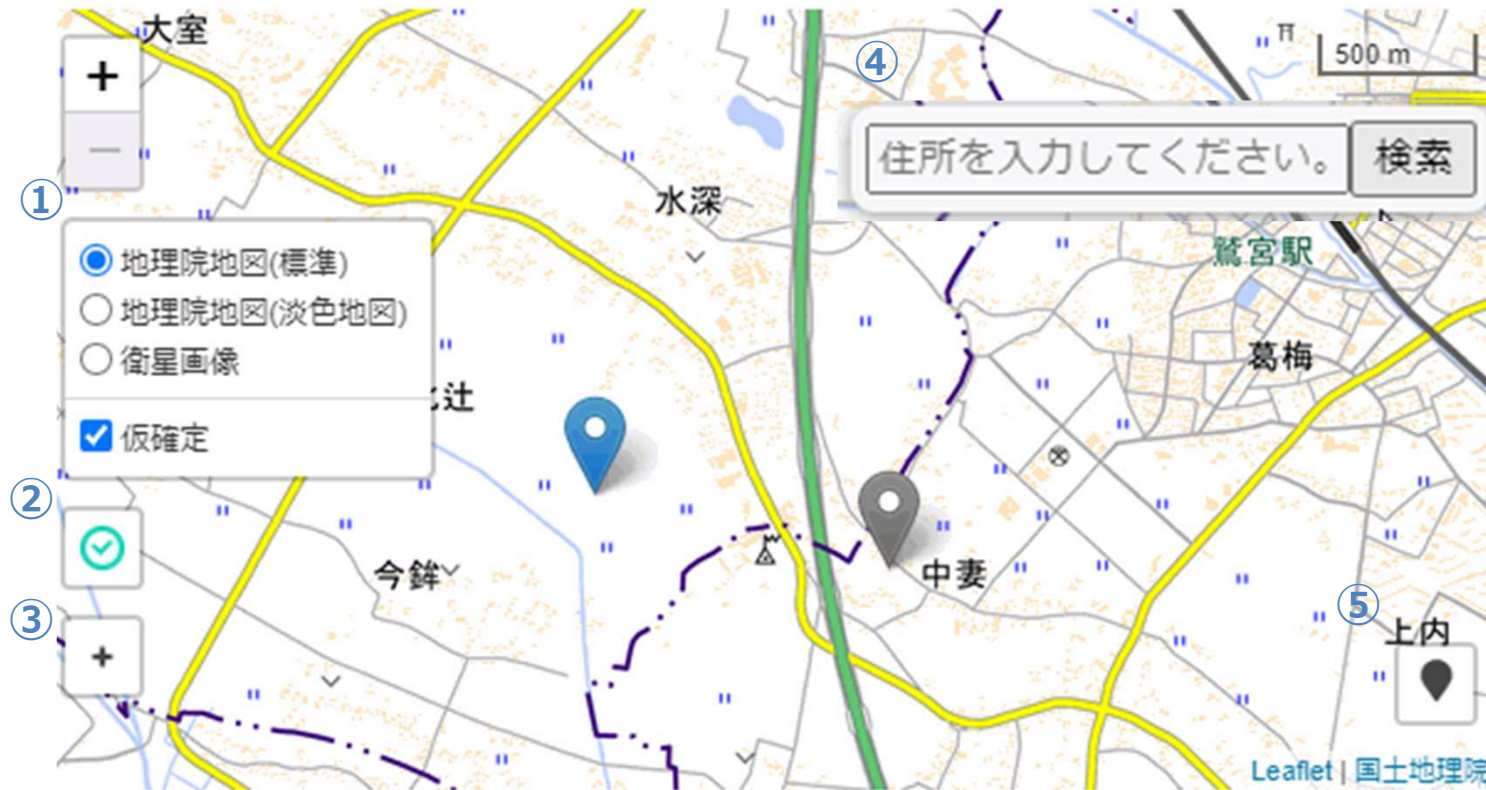 大室
④
500 m
+
住所を入力してください。 検索
−
①
水深
地理院地図(標準)
鷲宮駅
地理院地図(淡色地図)
葛梅
衛星画像
辻
仮確定
②
今鉾
中妻
⑤
③
上内
+
Leaflet | 国土地理院